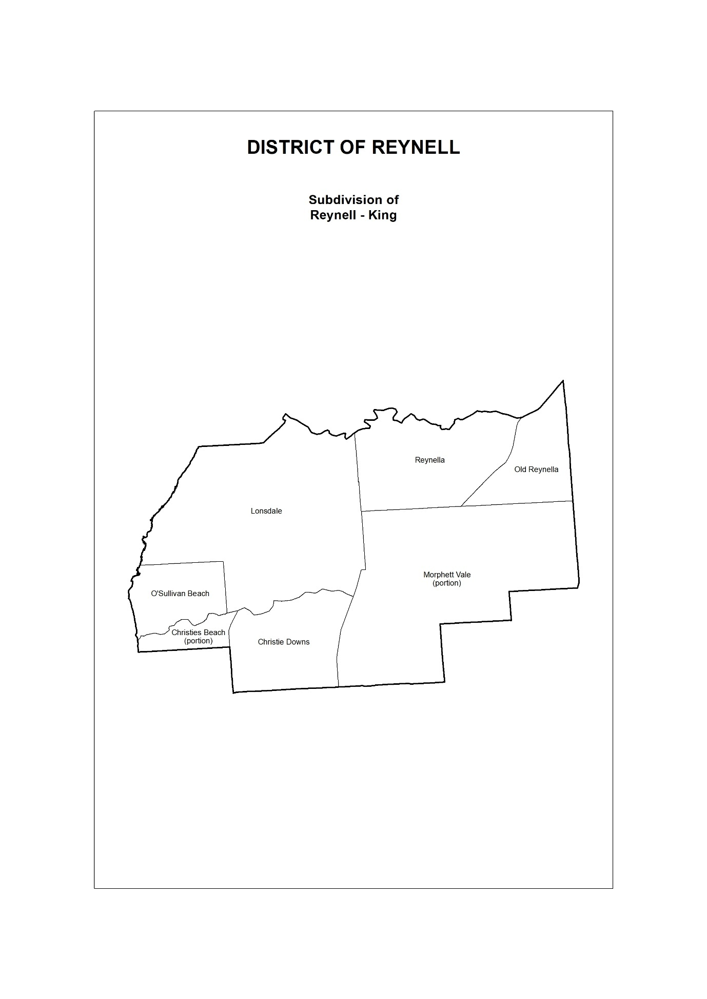 DISTRICT OF REYNELL
Subdivision of
Reynell - King
Reynella
Old Reynella
Lonsdale
Morphett Vale
(portion)
O'Sullivan Beach
Christies Beach
(portion)
Christie Downs